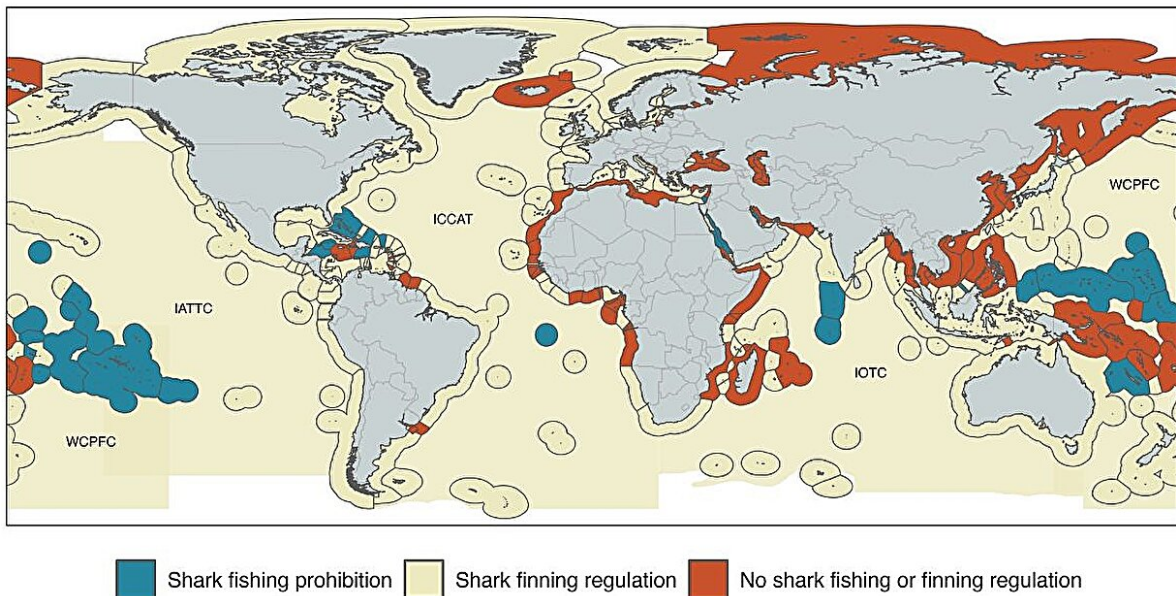 WCPFC
ICCAT
IATTC
IOTC
WCPFC
Shark fishing prohibition
Shark finning regulation
No shark fishing or finning regulation